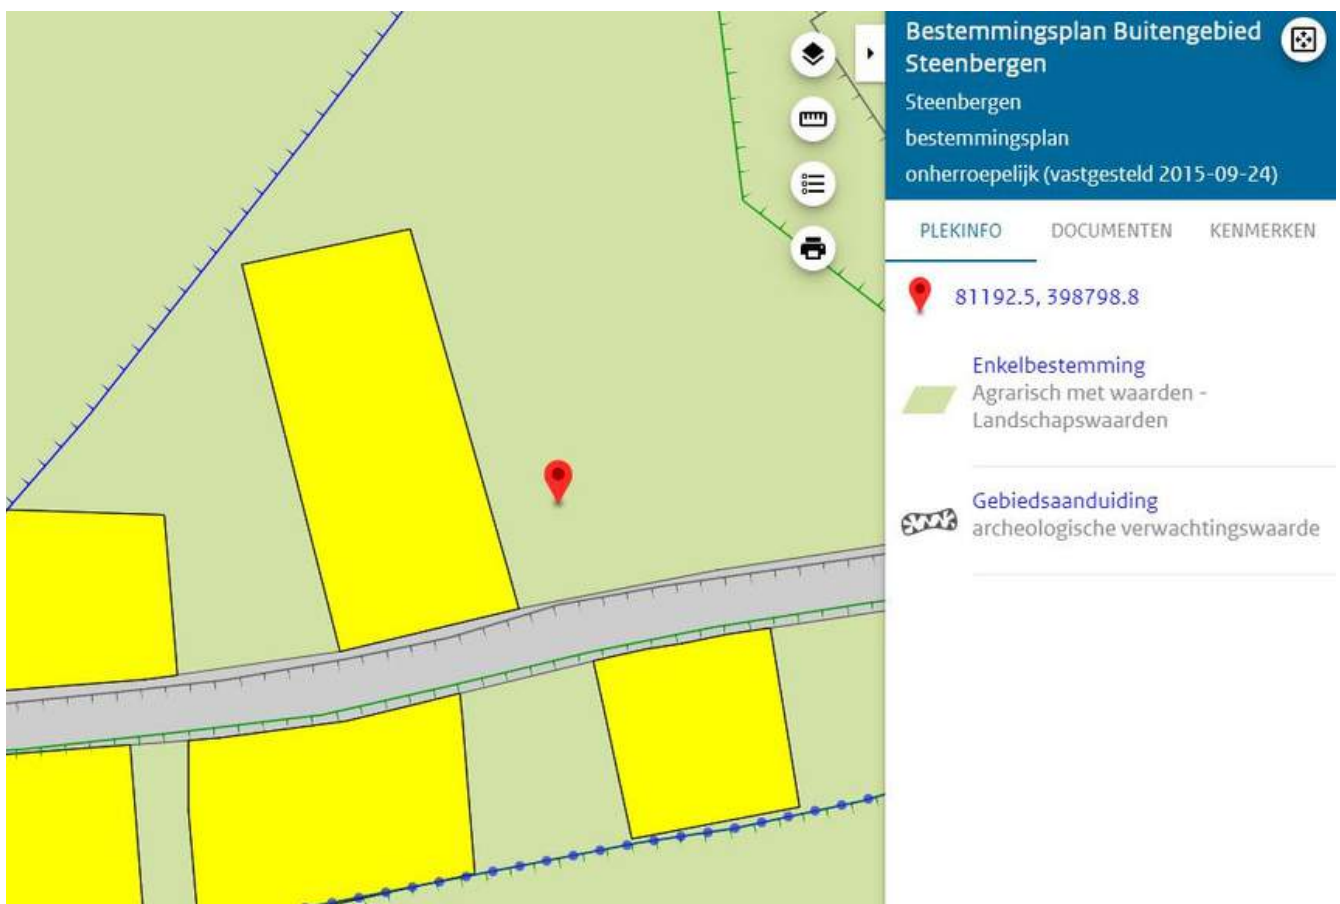 Bestemmingsplan Buitengebied
Steenbergen
Steenbergen
bestemmingsplan
onherroepelijk (vastgesteld 2015-09-24)
PLEKINFO DOCUMENTEN KENMERKEN
81192.5, 398798.8
Enkelbestemming
Agrarisch met waarden -
Landschapswaarden
Gebiedsaanduiding
archeologische verwachtingswaarde